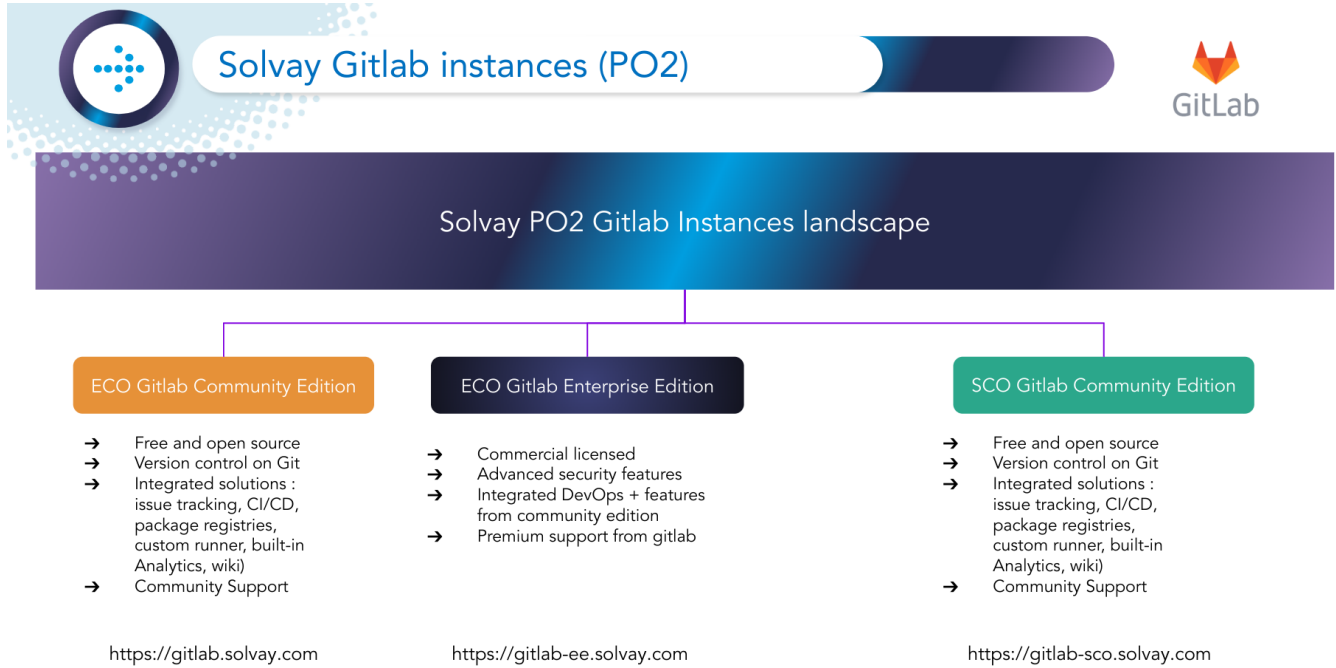 Solvay Gitlab instances (PO2)
GitLab
Solvay PO2 Gitlab Instances landscape
ECO Gitlab Community Edition
➔ Free and open source
➔ Version control on Git
➔ Integrated solutions :
issue tracking, CI/CD,
package registries,
custom runner, built-in
Analytics, wiki)
➔ Community Support
https://gitlab.solvay.com
ECO Gitlab Enterprise Edition
➔ Commercial licensed
➔ Advanced security features
➔ Integrated DevOps + features
from community edition
➔ Premium support from gitlab
https://gitlab-ee.solvay.com
SCO Gitlab Community Edition
➔ Free and open source
➔ Version control on Git
➔ Integrated solutions :
issue tracking, CI/CD,
package registries,
custom runner, built-in
Analytics, wiki)
➔ Community Support
https://gitlab-sco.solvay.com